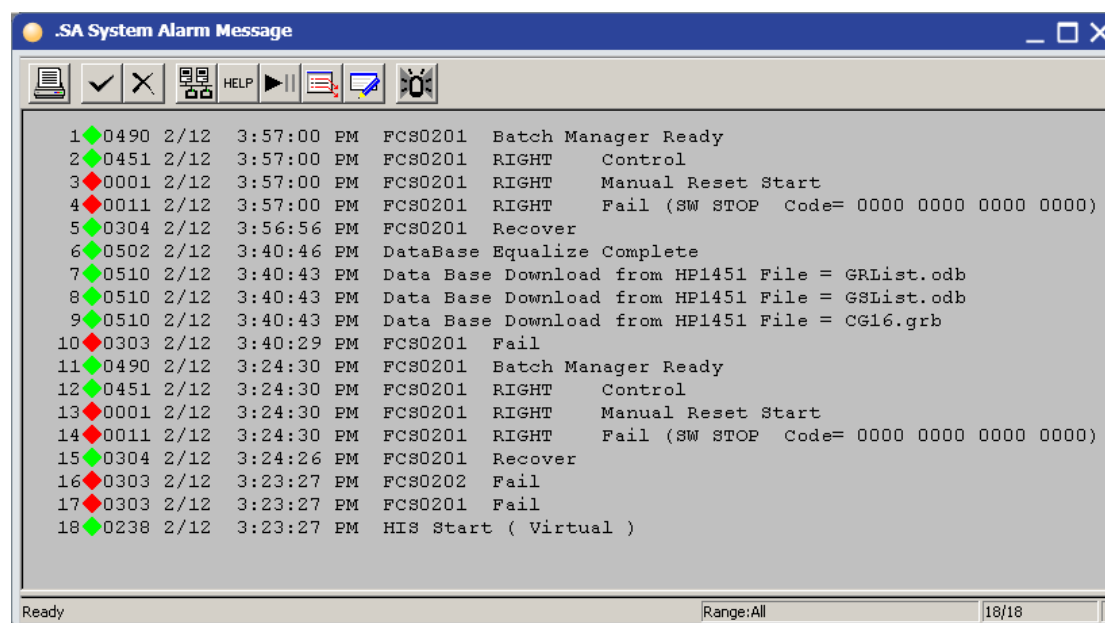 .SA System Alarm Message
HELP
1 0490 2/12 3:57:00 PM FCS0201 Batch Manager Ready
2 0451 2/12 3:57:00 PM FCS0201 RIGHT Control
3 0001 2/12 3:57:00 PM FCS0201 RIGHT Manual Reset Start
4 0011 2/12 3:57:00 PM FCS0201 RIGHT Fail (SW STOP Code= 0000 0000 0000 0000)
5 0304 2/12 3:56:56 PM FCS0201 Recover
6 0502 2/12 3:40:46 PM DataBase Equalize Complete
7 0510 2/12 3:40:43 PM Data Base Download from HP1451 File = GRList.odb
8 0510 2/12 3:40:43 PM Data Base Download from HP1451 File = GSList.odb
9 0510 2/12 3:40:43 PM Data Base Download from HP1451 File = CG16.grb
10 0303 2/12 3:40:29 PM FCS0201 Fail
11 0490 2/12 3:24:30 PM FCS0201 Batch Manager Ready
12 0451 2/12 3:24:30 PM FCS0201 RIGHT Control
13 0001 2/12 3:24:30 PM FCS0201 RIGHT Manual Reset Start
14 0011 2/12 3:24:30 PM FCS0201 RIGHT Fail (SW STOP Code= 0000 0000 0000 0000)
15 0304 2/12 3:24:26 PM FCS0201 Recover
16 0303 2/12 3:23:27 PM FCS0202 Fail
17 0303 2/12 3:23:27 PM FCS0201 Fail
18 0238 2/12 3:23:27 PM HIS Start ( Virtual )
Ready Range:All 18/18